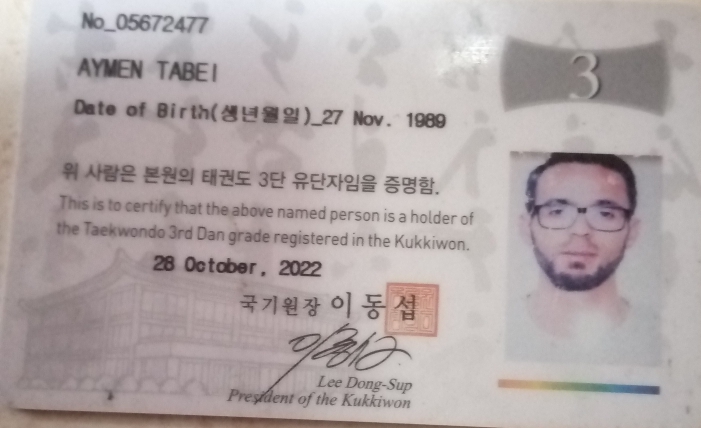 No_05672477
3
AYMEN TABEI
Date of Birth(생년월일)_27 Nov. 1989
위 사람은 본원의 태권도 3단 유단자임을 증명함.
This is to certify that the above named person is a holder of
the Taekwondo 3rd Dan grade registered in the Kukkiwon.
28 October, 2022
국기원장 이동섭
Lee Dong-Sup
President of the Kukkiwon